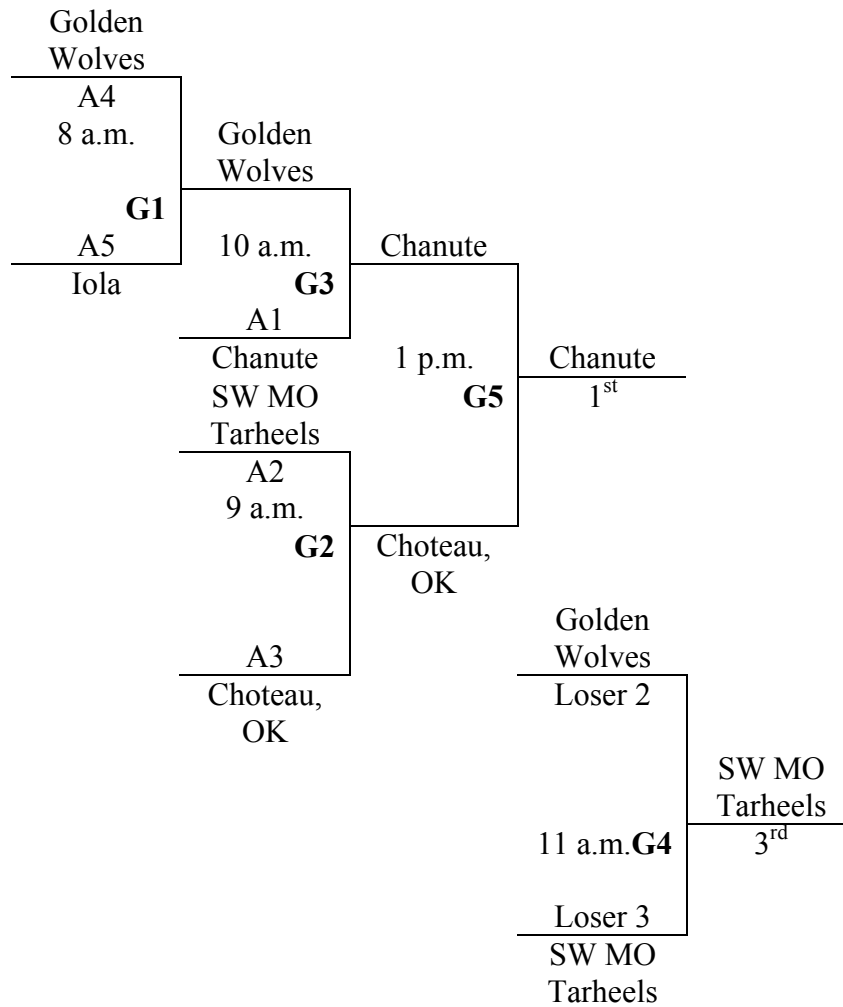 Golden
Wolves
A4
8 a.m.
Golden
Wolves
G1
A5
10 a.m.
Chanute
Iola
G3
A1
Chanute
1 p.m.
Chanute
SW MO
G5
1st
Tarheels
A2
9 a.m.
G2
Choteau,
OK
Golden
A3
Wolves
Choteau,
Loser 2
OK
SW MO
Tarheels
11 a.m.G4
3rd
Loser 3
SW MO
Tarheels